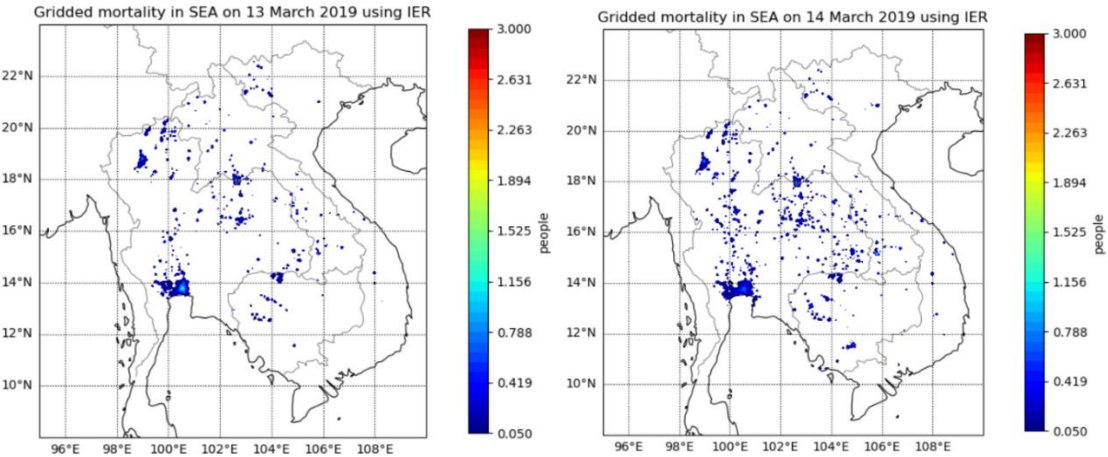 Gridded mortality in SEA on 13 March 2019 using IER
22°N
20°N
18°N
16°N
14°N
12°N
10°N
96°E 98°E 100°E 102°E 104°E 106°E 108°E
3.000
2.631
2.263
1.894
1.525
1.156
0.788
0.419
0.050
people
Gridded mortality in SEA on 14 March 2019 using IER
22°N
20°N
18°N
16°N
14°N
12°N
10°N
96°E 98°E 100°E 102°E 104°E 106°E 108°E
3.000
2.631
2.263
1.894
1.525
1.156
0.788
0.419
0.050
people